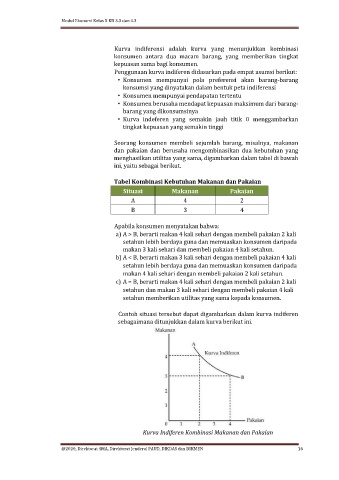 Modul Ekonomi Kelas X KD 3.3 dan 4.3
Kurva indiferensi adalah kurva yang menunjukkan kombinasi
konsumen antara dua macam barang, yang memberikan tingkat
kepuasan sama bagi konsumen.
Penggunaan kurva indiferen didasarkan pada empat asumsi berikut:
• Konsumen mempunyai pola preferensi akan barang-barang
konsumsi yang dinyatakan dalam bentuk peta indiferensi
• Konsumen mempunyai pendapatan tertentu
• Konsumen berusaha mendapat kepuasan maksimum dari barang-
barang yang dikonsumsinya
• Kurva indeferen yang semakin jauh titik 0 menggambarkan
tingkat kepuasan yang semakin tinggi
Seorang konsumen membeli sejumlah barang, misalnya, makanan
dan pakaian dan berusaha mengombinasikan dua kebutuhan yang
menghasilkan utilitas yang sama, digambarkan dalam tabel di bawah
ini, yaitu sebagai berikut.
Tabel Kombinasi Kebutuhan Makanan dan Pakaian
Situasi Makanan Pakaian
A 4 2
B 3 4
Apabila konsumen menyatakan bahwa:
a) A > B, berarti makan 4 kali sehari dengan membeli pakaian 2 kali
setahun lebih berdaya guna dan memuaskan konsumen daripada
makan 3 kali sehari dan membeli pakaian 4 kali setahun.
b) A < B, berarti makan 3 kali sehari dengan membeli pakaian 4 kali
setahun lebih berdaya guna dan memuaskan konsumen daripada
makan 4 kali sehari dengan membeli pakaian 2 kali setahun.
c) A = B, berarti makan 4 kali sehari dengan membeli pakaian 2 kali
setahun dan makan 3 kali sehari dengan membeli pakaian 4 kali
setahun memberikan utilitas yang sama kepada konsumen.
Contoh situasi tersebut dapat digambarkan dalam kurva indiferen
sebagaimana ditunjukkan dalam kurva berikut ini.
Makanan
A
Kurva Indiferen
4
3
B
2
1
Pakaian
0 1 2 3 4
Kurva Indiferen Kombinasi Makanan dan Pakaian
@2020, Direktorat SMA, Direktorat Jenderal PAUD, DIKDAS dan DIKMEN 16